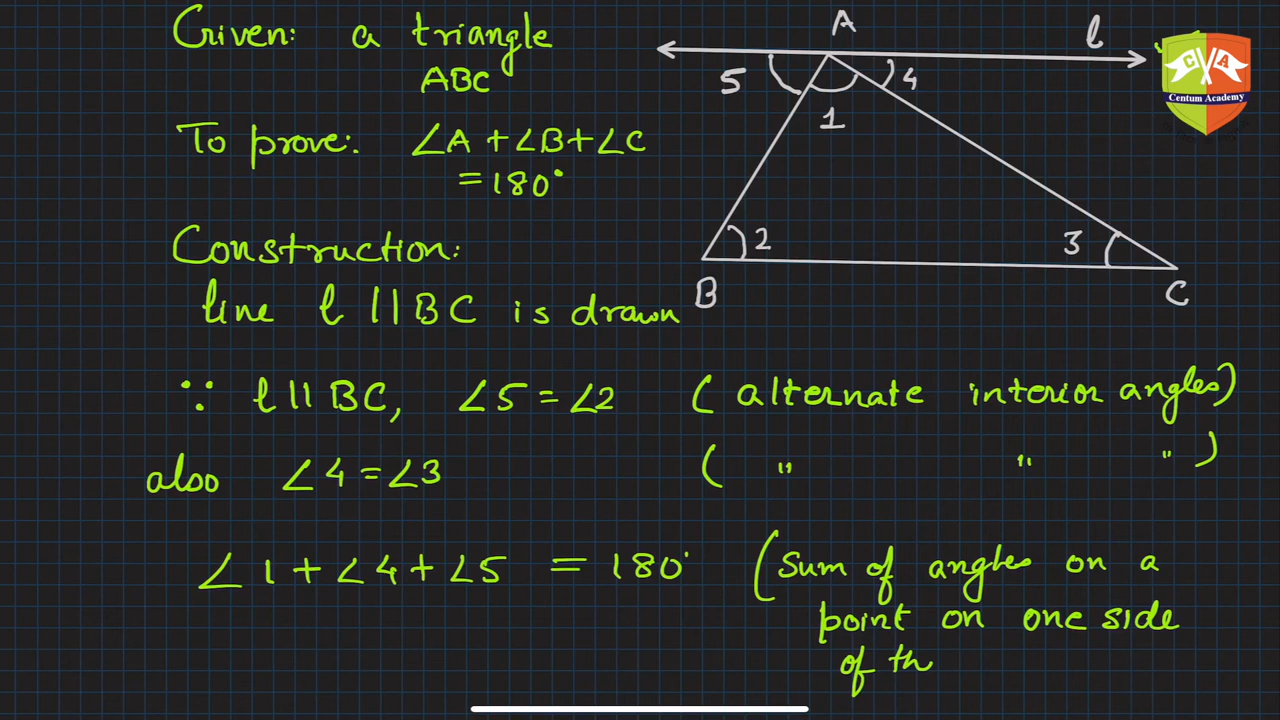 Given: a triangle
ABC
To prove: ∠A + ∠B + ∠C
= 180°
Construction:
line l || BC is drawn
A
l
5
1
4
2
3
B
C
C A
Centum Academy
∵ l || BC, ∠5 = ∠2 (alternate interior angles)
also ∠4 = ∠3 ( " " " )
∠1 + ∠4 + ∠5 = 180° (Sum of angles on a
point on one side
of th